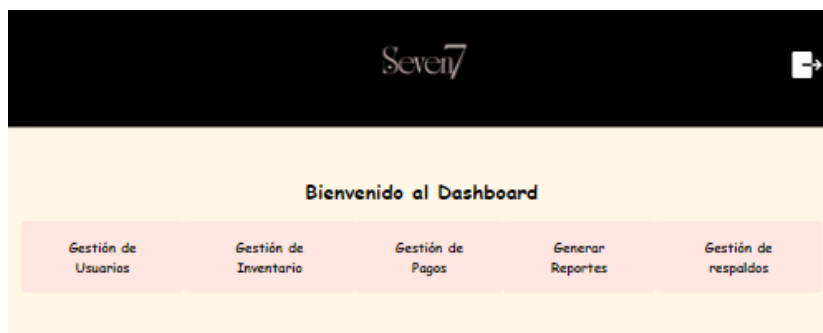 Seven7
Bienvenido al Dashboard
Gestión de
Usuarios
Gestión de
Inventario
Gestión de
Pagos
Generar
Reportes
Gestión de
respaldos